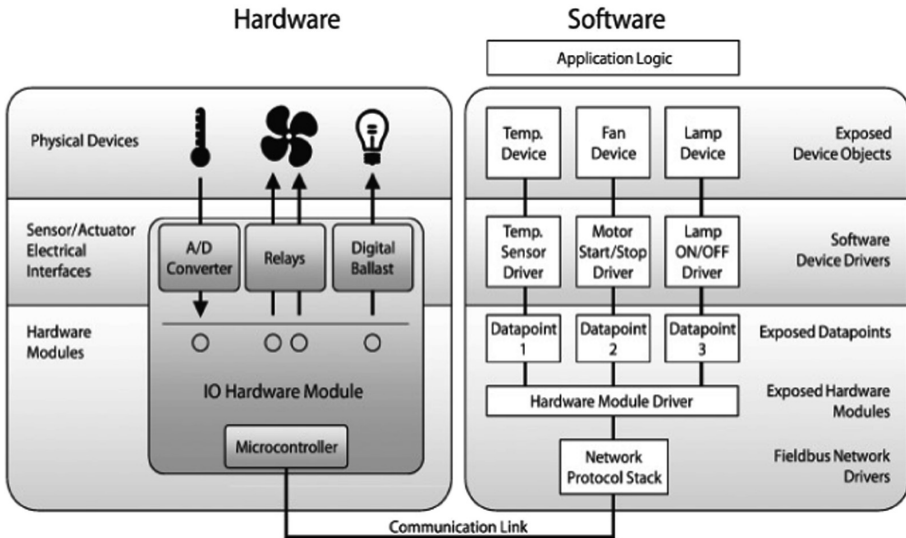 Hardware
Software
Application Logic
Physical Devices
Temp.
Device
Fan
Device
Lamp
Device
Exposed
Device Objects
Sensor/Actuator
Electrical
Interfaces
A/D
Converter
Relays
Digital
Ballast
Temp.
Sensor
Driver
Motor
Start/Stop
Driver
Lamp
ON/OFF
Driver
Software
Device Drivers
Hardware
Modules
IO Hardware Module
Microcontroller
Datapoint
1
Datapoint
2
Datapoint
3
Exposed Datapoints
Hardware Module Driver
Exposed Hardware
Modules
Network
Protocol Stack
Fieldbus Network
Drivers
Communication Link